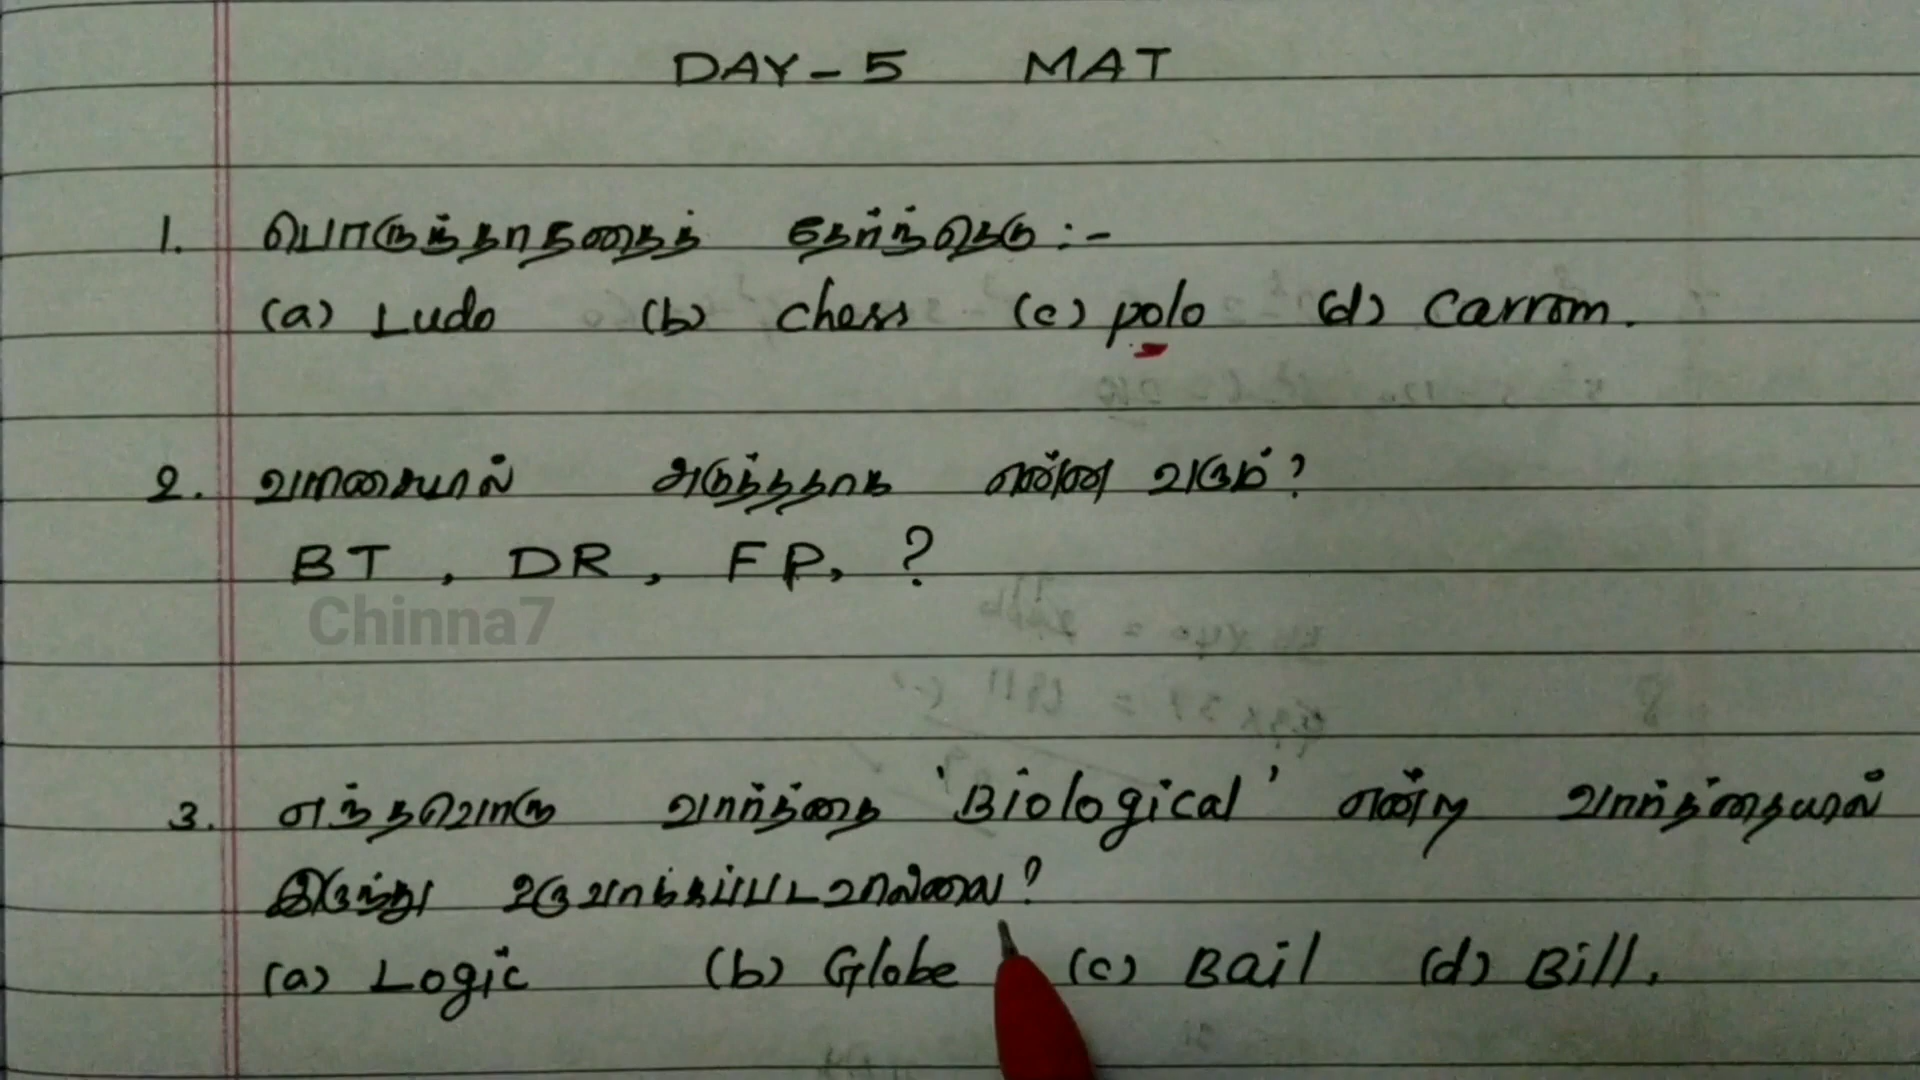 DAY - 5 MAT
1. பொருந்தாததைத் தேர்ந்தெடு :-
(a) Ludo (b) chess (c) polo (d) Carrom.
2. வரிசையில் அடுத்ததாக என்ன வரும்?
BT, DR, FP, ?
Chinna7
3. எந்தவொரு வார்த்தை 'Biological' என்ற வார்த்தையில்
இருந்து உருவாக்கப்படவில்லை?
(a) Logic (b) Globe (c) Bail (d) Bill.